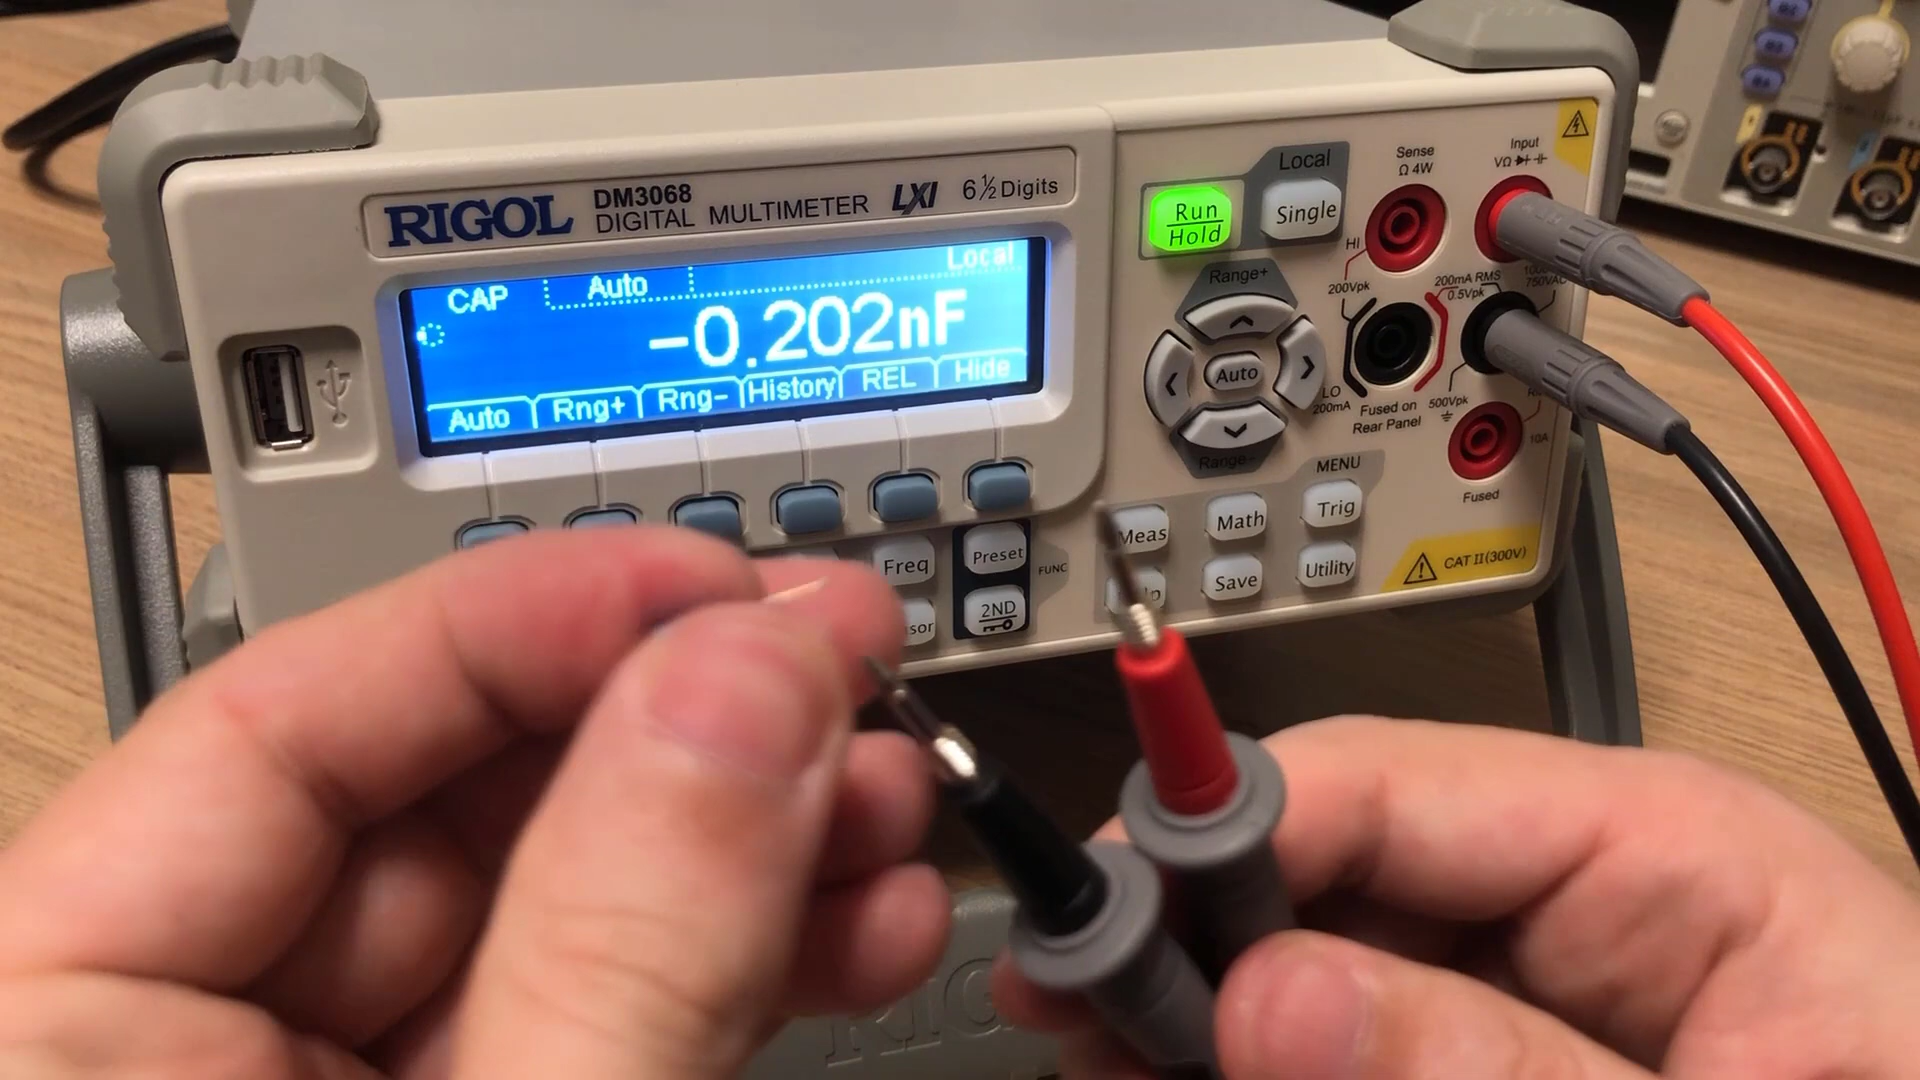 RIGOL DM3068 DIGITAL MULTIMETER LXI 6½ Digits
CAP Auto Local
-0.202nF
Auto Rng+ Rng- History REL Hide
Run
Hold
Local
Single
Range+
Auto
Range-
Sense
Ω 4W
Input
VΩ
HI
200Vpk
200mA RMS
0.5Vpk
750VAC
LO
200mA
Fused on
Rear Panel
500Vpk
10A
Fused
MENU
Meas Math Trig
Save Utility
Freq Preset FUNC
2ND
CAT II(300V)